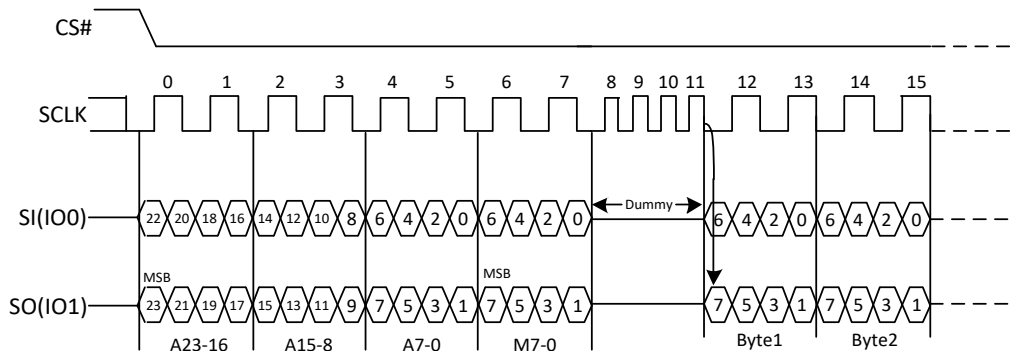 CS#
0 1 2 3 4 5 6 7 8 9 10 11 12 13 14 15
SCLK
SI(IO0) 22 20 18 16 14 12 10 8 6 4 2 0 6 4 2 0 Dummy 6 4 2 0 6 4 2 0
MSB MSB
SO(IO1) 23 21 19 17 15 13 11 9 7 5 3 1 7 5 3 1 7 5 3 1 7 5 3 1
A23-16 A15-8 A7-0 M7-0 Byte1 Byte2